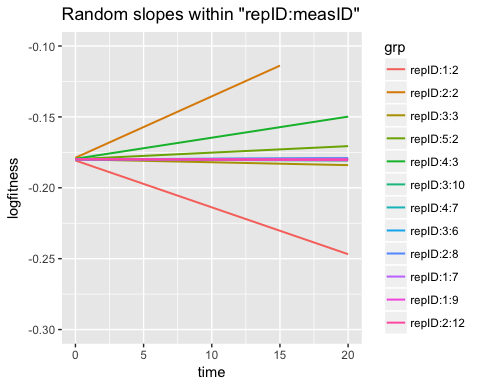 Random slopes within "repID:measID"
-0.10
-0.15
-0.20
-0.25
-0.30
logfitness
0
5
10
15
20
time
grp
repID:1:2
repID:2:2
repID:3:3
repID:5:2
repID:4:3
repID:3:10
repID:4:7
repID:3:6
repID:2:8
repID:1:7
repID:1:9
repID:2:12